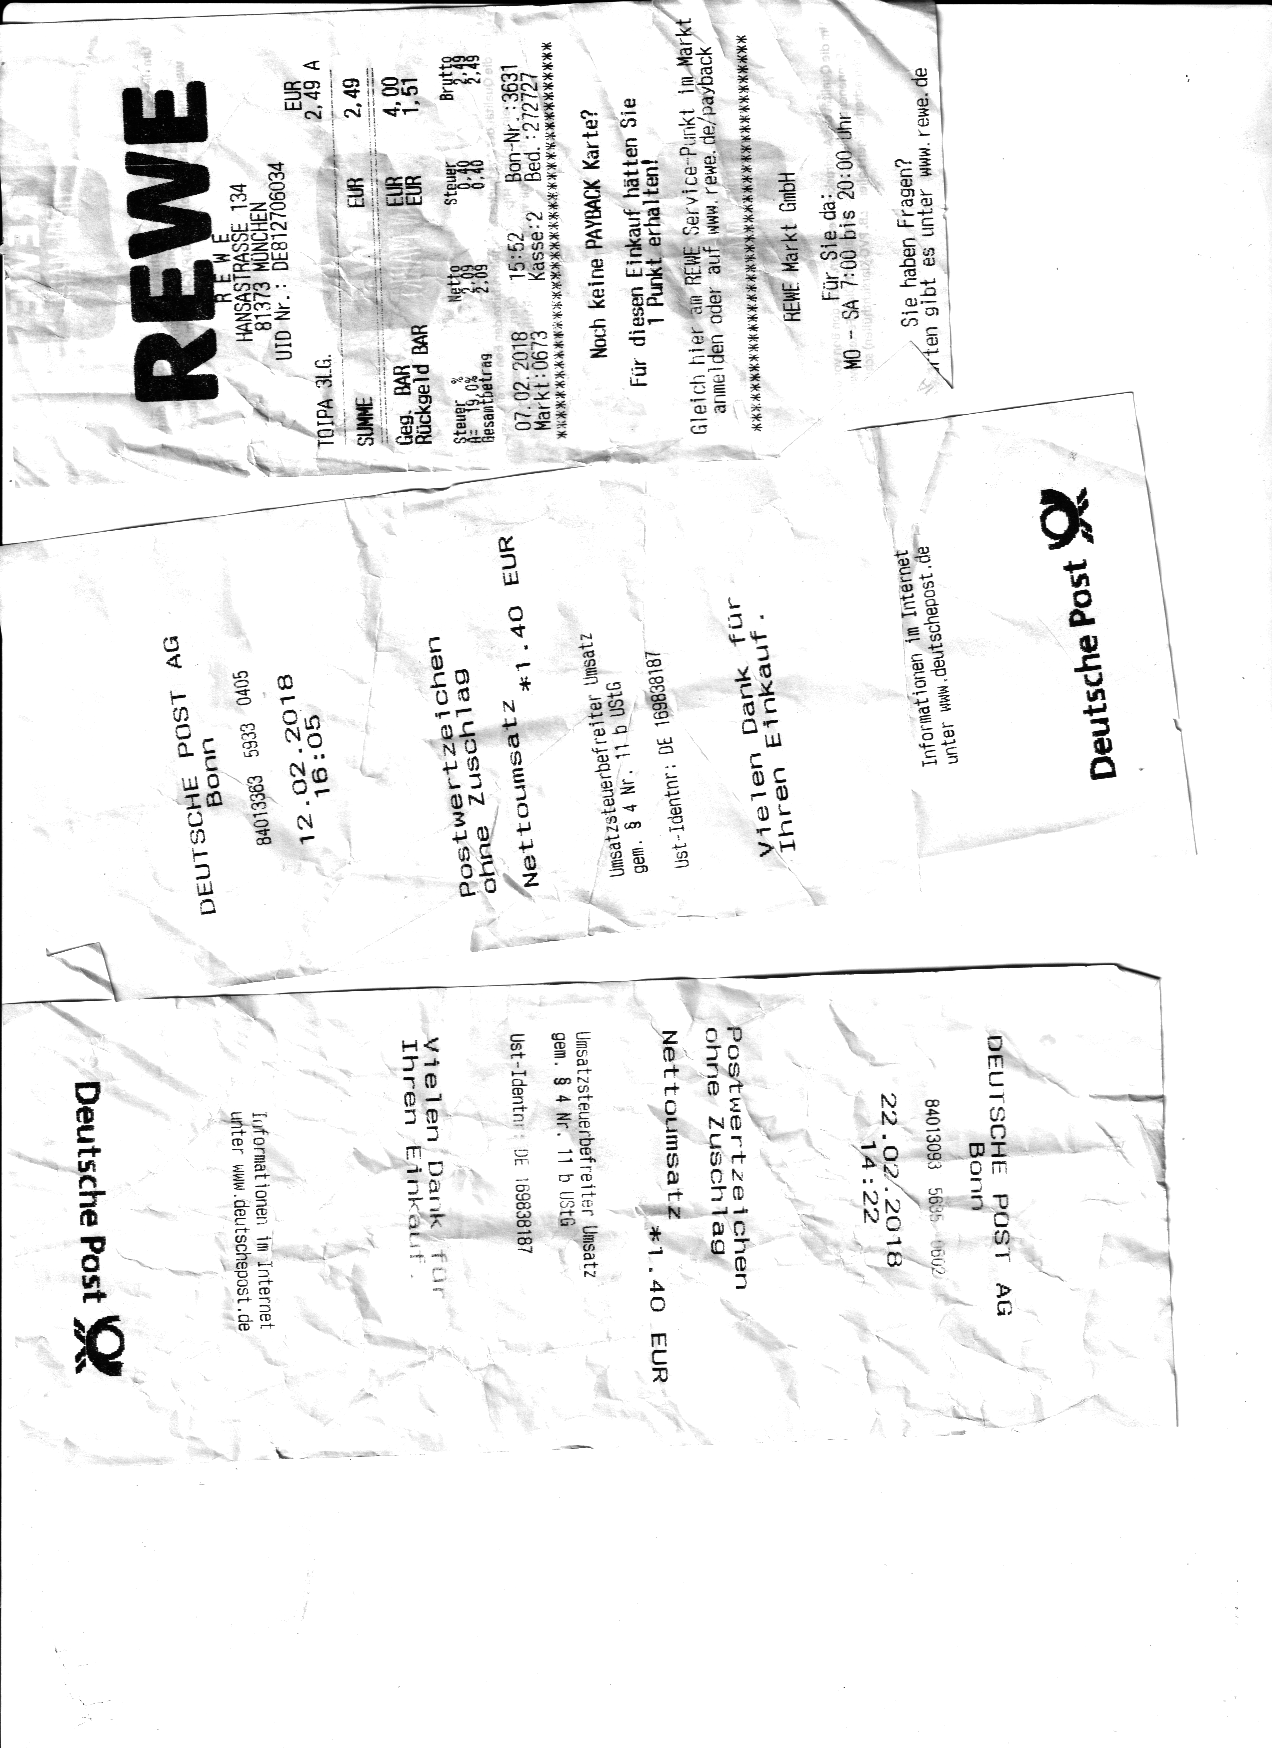 REWE
R E W E
HANSASTRASSE 134
81373 MÜNCHEN
UID Nr.: DE812706034
EUR
TOIPA 3LG. 2,49 A
SUMME EUR 2,49
Geg. BAR EUR 4,00
Rückgeld BAR EUR 1,51
Steuer % Netto Steuer Brutto
A= 19,0% 2,09 0,40 2,49
Gesamtbetrag 2,09 0,40 2,49
07.02.2018 15:52 Bon-Nr.:3631
Markt:0673 Kasse:2 Bed.:272727
****************************************
Noch keine PAYBACK Karte?
Für diesen Einkauf hätten Sie
1 Punkt erhalten!
Gleich hier am REWE Service-Punkt im Markt
anmelden oder auf www.rewe.de/payback
****************************************
REWE Markt GmbH
Für Sie da:
MO - SA 7:00 bis 20:00 Uhr
Sie haben Fragen?
rten gibt es unter www.rewe.de
DEUTSCHE POST AG
Bonn
84013363 5933 0405
12.02.2018
16:05
Postwertzeichen
ohne Zuschlag
Nettoumsatz *1.40 EUR
Umsatzsteuerbefreiter Umsatz
gem. § 4 Nr. 11 b UStG
Ust-Identnr: DE 169838187
Vielen Dank für
Ihren Einkauf.
Informationen im Internet
unter www.deutschepost.de
Deutsche Post
DEUTSCHE POST AG
Bonn
84013093 5635
22.02.2018
14:22
Postwertzeichen
ohne Zuschlag
Nettoumsatz *1.40 EUR
Umsatzsteuerbefreiter Umsatz
gem. § 4 Nr. 11 b UStG
Ust-Identnr: DE 169838187
Vielen Dank für
Ihren Einkauf.
Informationen im Internet
unter www.deutschepost.de
Deutsche Post